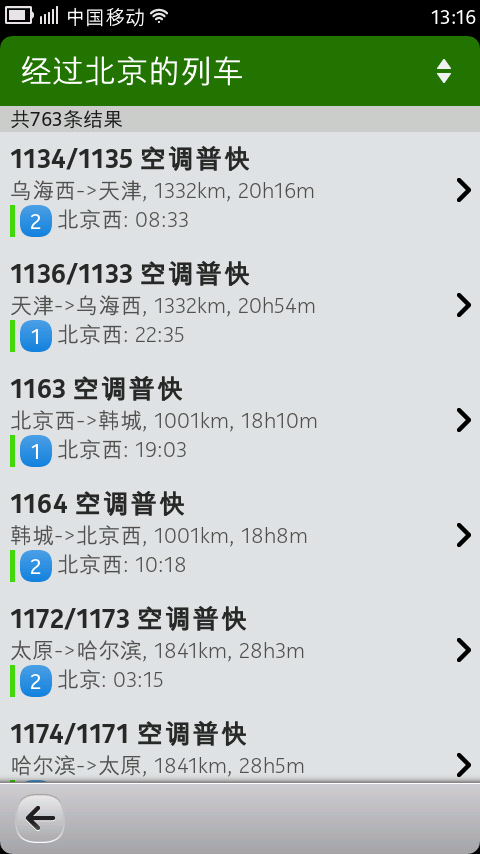 中国移动 13:16
经过北京的列车
共763条结果
1134/1135 空调普快
乌海西->天津, 1332km, 20h16m
2 北京西: 08:33
1136/1133 空调普快
天津->乌海西, 1332km, 20h54m
1 北京西: 22:35
1163 空调普快
北京西->韩城, 1001km, 18h10m
1 北京西: 19:03
1164 空调普快
韩城->北京西, 1001km, 18h8m
2 北京西: 10:18
1172/1173 空调普快
太原->哈尔滨, 1841km, 28h3m
2 北京: 03:15
1174/1171 空调普快
哈尔滨->太原, 1841km, 28h5m